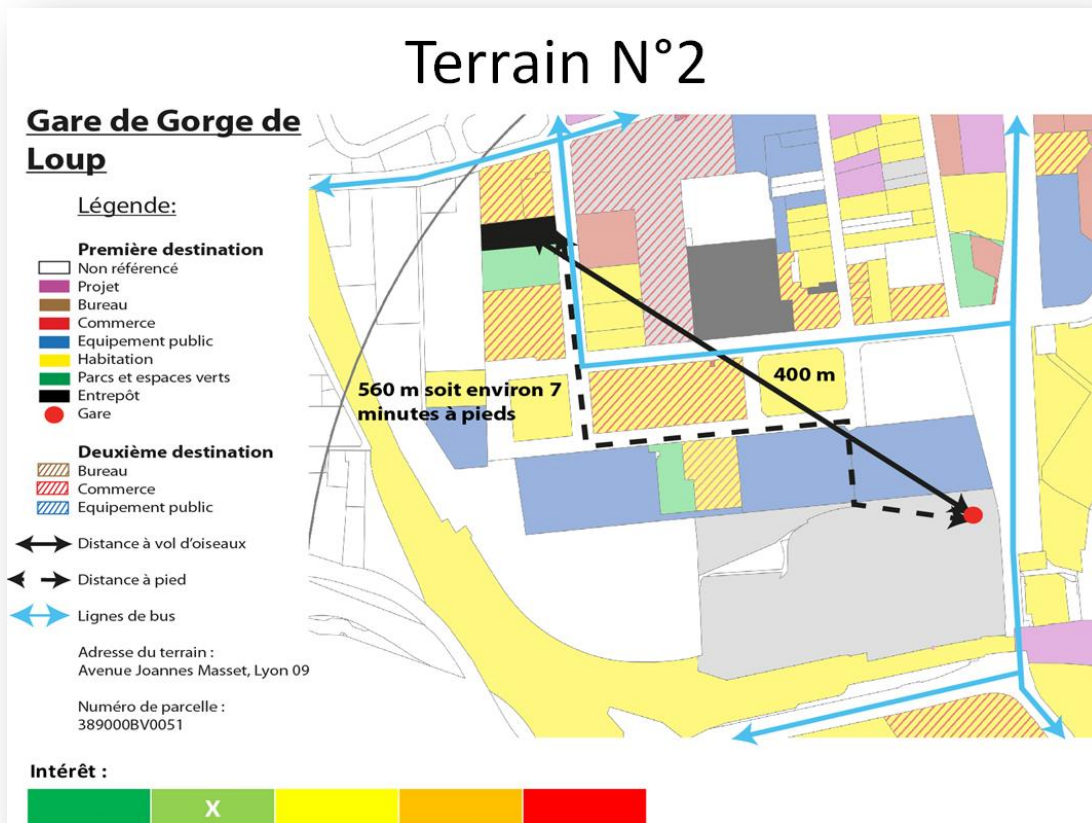 Terrain N°2
Gare de Gorge de
Loup
Légende:
Première destination
Non référencé
Projet
Bureau
Commerce
Equipement public
Habitation
Parcs et espaces verts
Entrepôt
Gare
Deuxième destination
Bureau
Commerce
Equipement public
Distance à vol d'oiseaux
Distance à pied
Lignes de bus
Adresse du terrain :
Avenue Joannes Masset, Lyon 09
Numéro de parcelle :
389000BV0051
560 m soit environ 7
minutes à pieds
400 m
Intérêt :
X